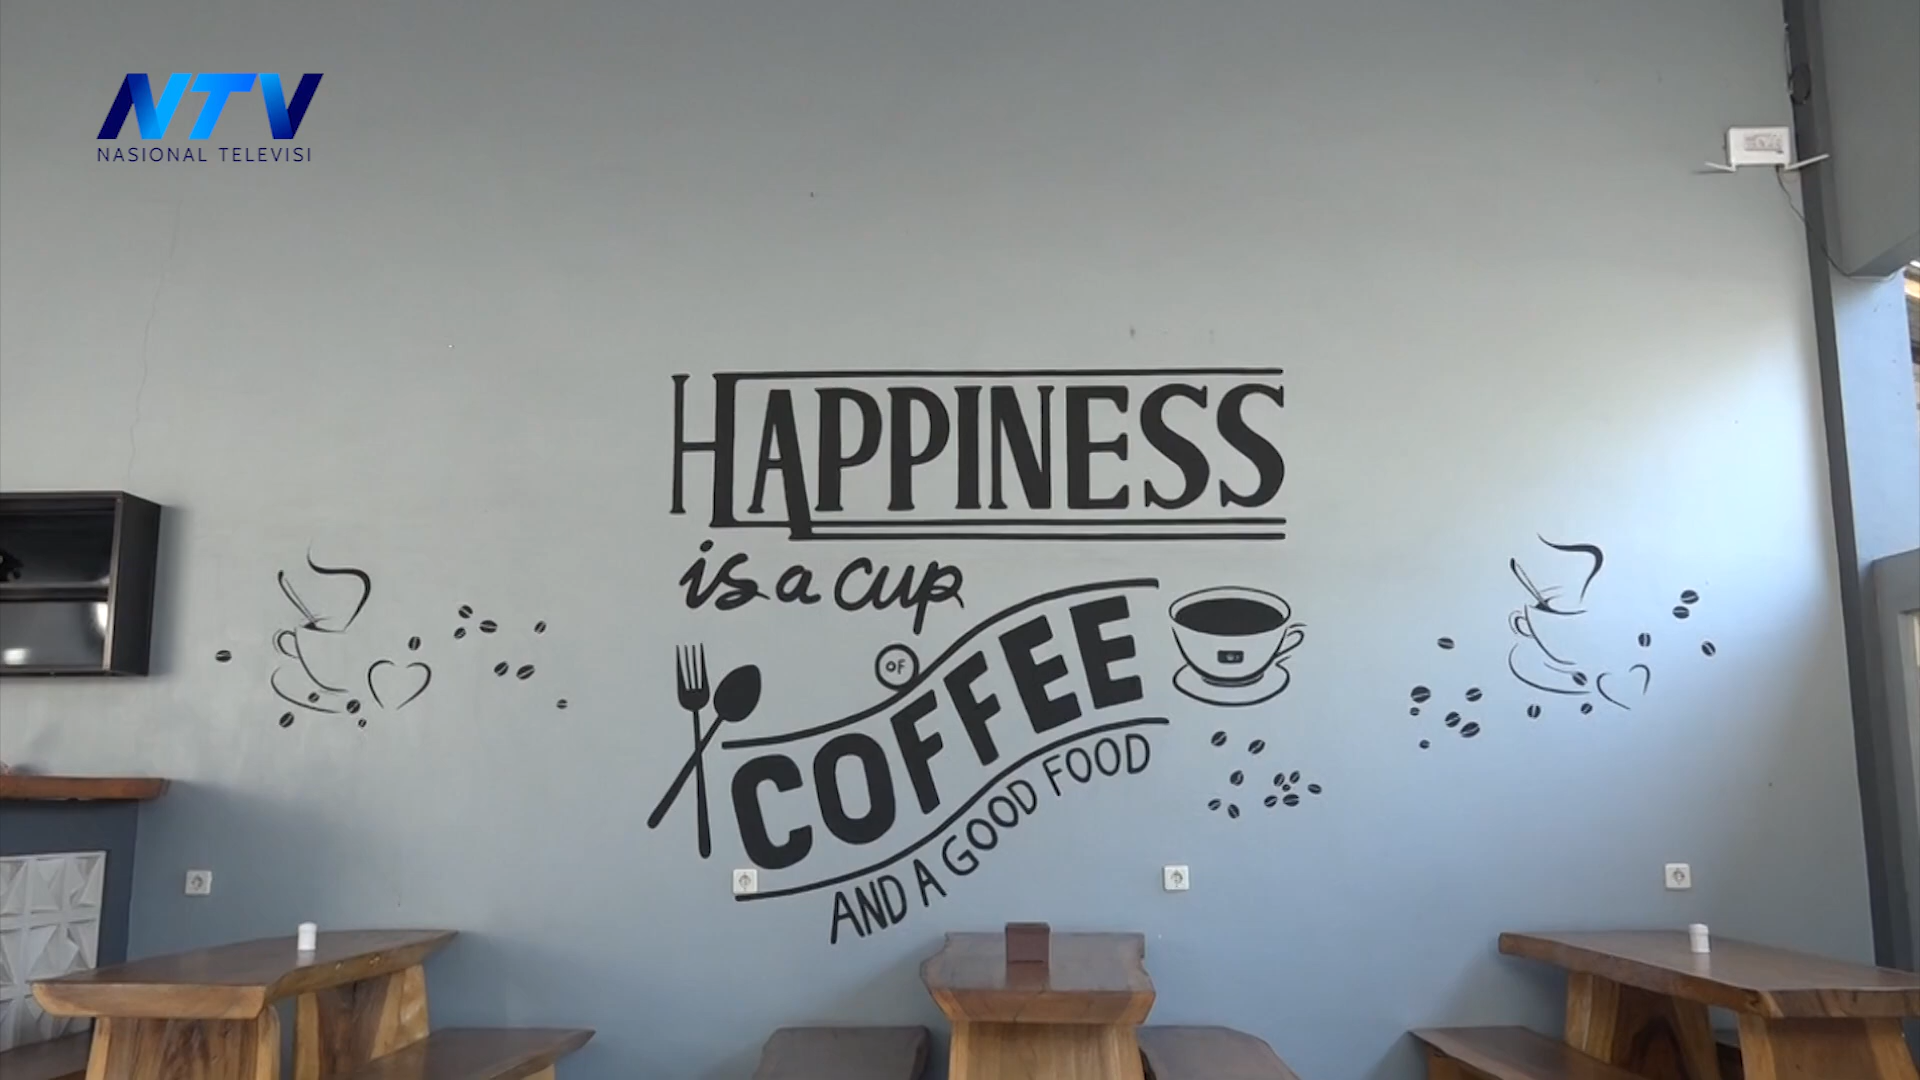 NTV
NASIONAL TELEVISI
HAPPINESS
is a cup
OF
COFFEE
AND A GOOD FOOD